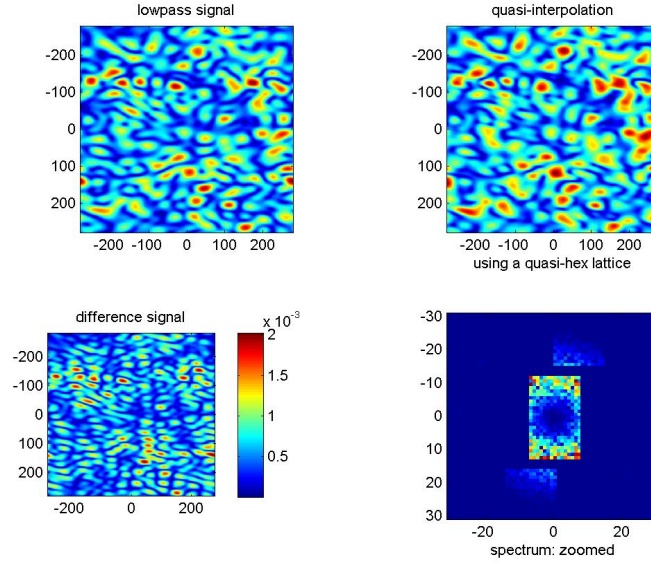 lowpass signal
quasi-interpolation
-200
-100
0
100
200
-200
-100
0
100
200
-200 -100 0 100 200
-200 -100 0 100 200
using a quasi-hex lattice
difference signal
x 10-3
-200
-100
0
100
200
2
1.5
1
0.5
-30
-20
-10
0
10
20
30
-200 0 200
-20 0 20
spectrum: zoomed